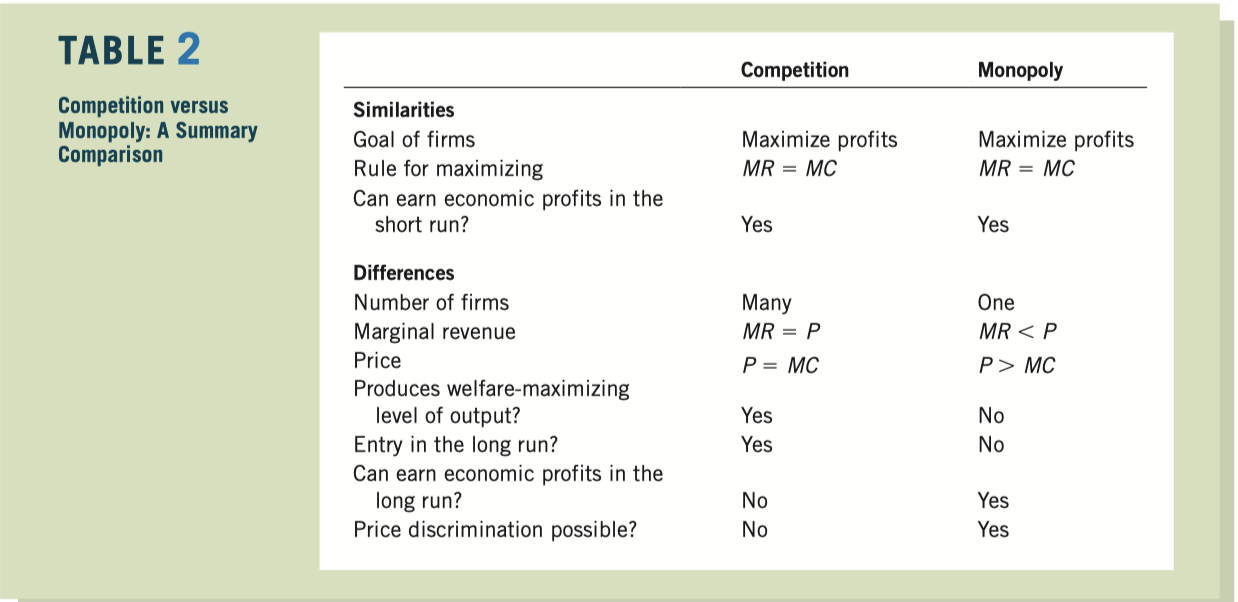 TABLE 2
Competition versus
Monopoly: A Summary
Comparison
Competition Monopoly
Similarities
Goal of firms Maximize profits Maximize profits
Rule for maximizing MR = MC MR = MC
Can earn economic profits in the
short run? Yes Yes
Differences
Number of firms Many One
Marginal revenue MR = P MR < P
Price P = MC P > MC
Produces welfare-maximizing
level of output? Yes No
Entry in the long run? Yes No
Can earn economic profits in the
long run? No Yes
Price discrimination possible? No Yes